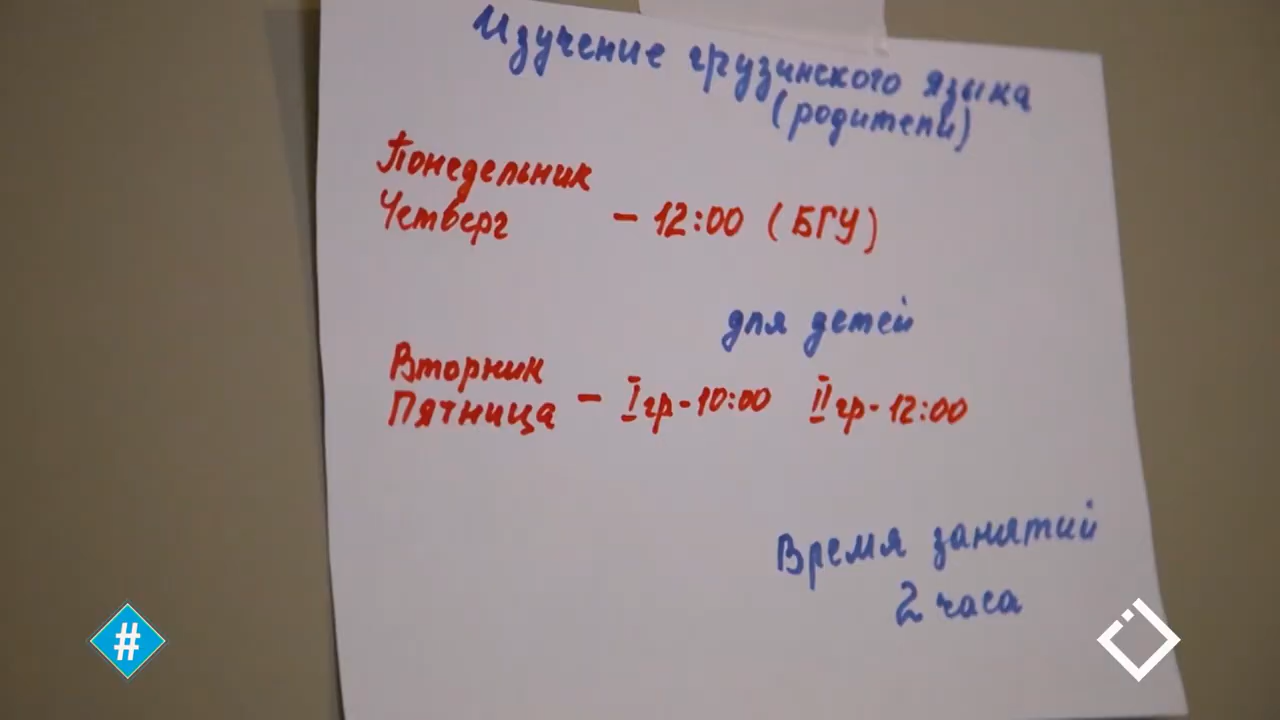 Изучение грузинского языка
(родители)
Понедельник
Четверг - 12:00 (БГУ)
для детей
Вторник
Пятница - I гр - 10:00 II гр - 12:00
Время занятий
2 часа
#